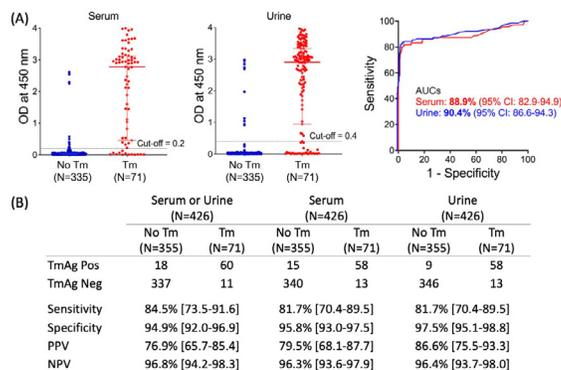 (A)
Serum
OD at 450 nm
4
3
2
1
0
Cut-off = 0.2
No Tm Tm
(N=335) (N=71)
Urine
OD at 450 nm
4
3
2
1
0
Cut-off = 0.4
No Tm Tm
(N=335) (N=71)
Sensitivity
100
80
60
40
20
0
AUCs
Serum: 88.9% (95% CI: 82.9-94.9)
Urine: 90.4% (95% CI: 86.6-94.3)
0 20 40 60 80 100
1 - Specificity
(B)
Serum or Urine Serum Urine
(N=426) (N=426) (N=426)
No Tm Tm No Tm Tm No Tm Tm
(N=355) (N=71) (N=355) (N=71) (N=355) (N=71)
TmAg Pos 18 60 15 58 9 58
TmAg Neg 337 11 340 13 346 13
Sensitivity 84.5% [73.5-91.6] 81.7% [70.4-89.5] 81.7% [70.4-89.5]
Specificity 94.9% [92.0-96.9] 95.8% [93.0-97.5] 97.5% [95.1-98.8]
PPV 76.9% [65.7-85.4] 79.5% [68.1-87.7] 86.6% [75.5-93.3]
NPV 96.8% [94.2-98.3] 96.3% [93.6-97.9] 96.4% [93.7-98.0]